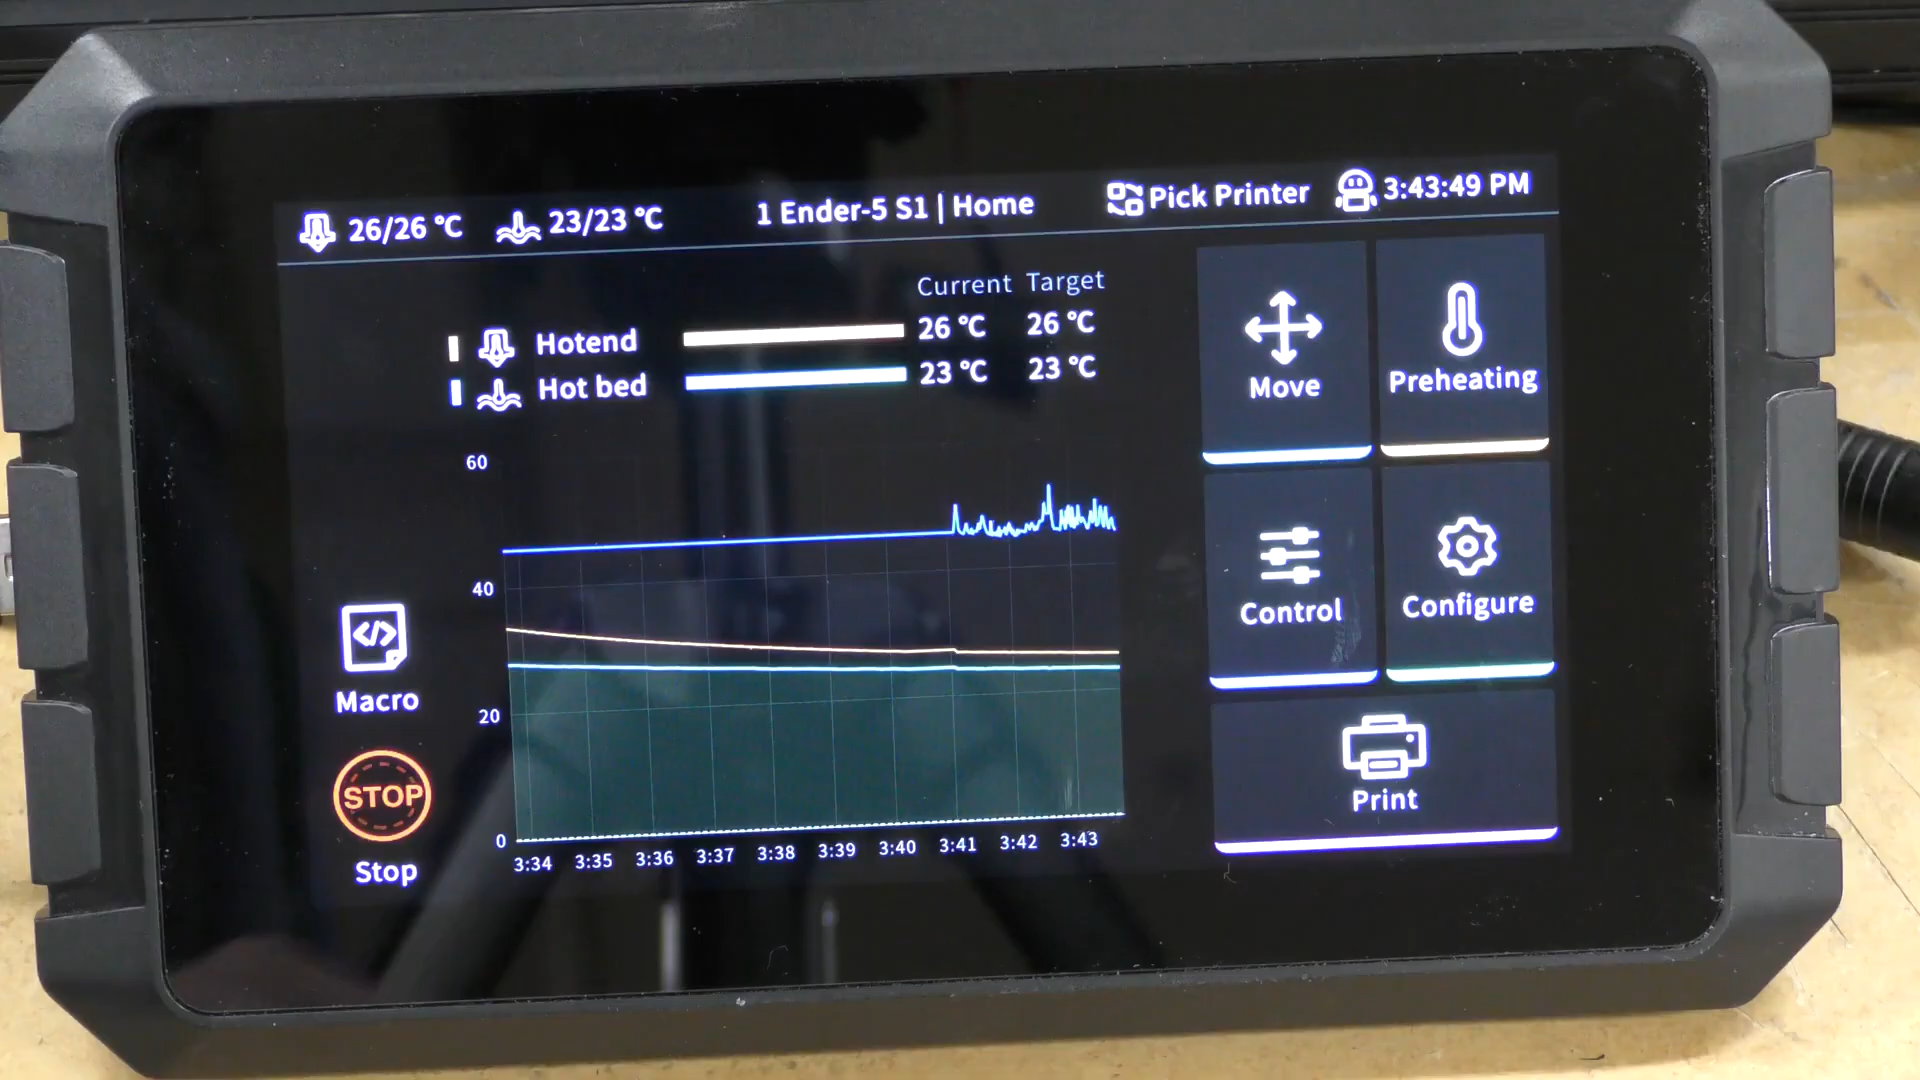 26/26 °C 23/23 °C 1 Ender-5 S1 | Home Pick Printer 3:43:49 PM
Current Target
Hotend 26 °C 26 °C
Hot bed 23 °C 23 °C
60
40
20
0
3:34 3:35 3:36 3:37 3:38 3:39 3:40 3:41 3:42 3:43
</> 
Macro
STOP
Stop
Move
Preheating
Control
Configure
Print